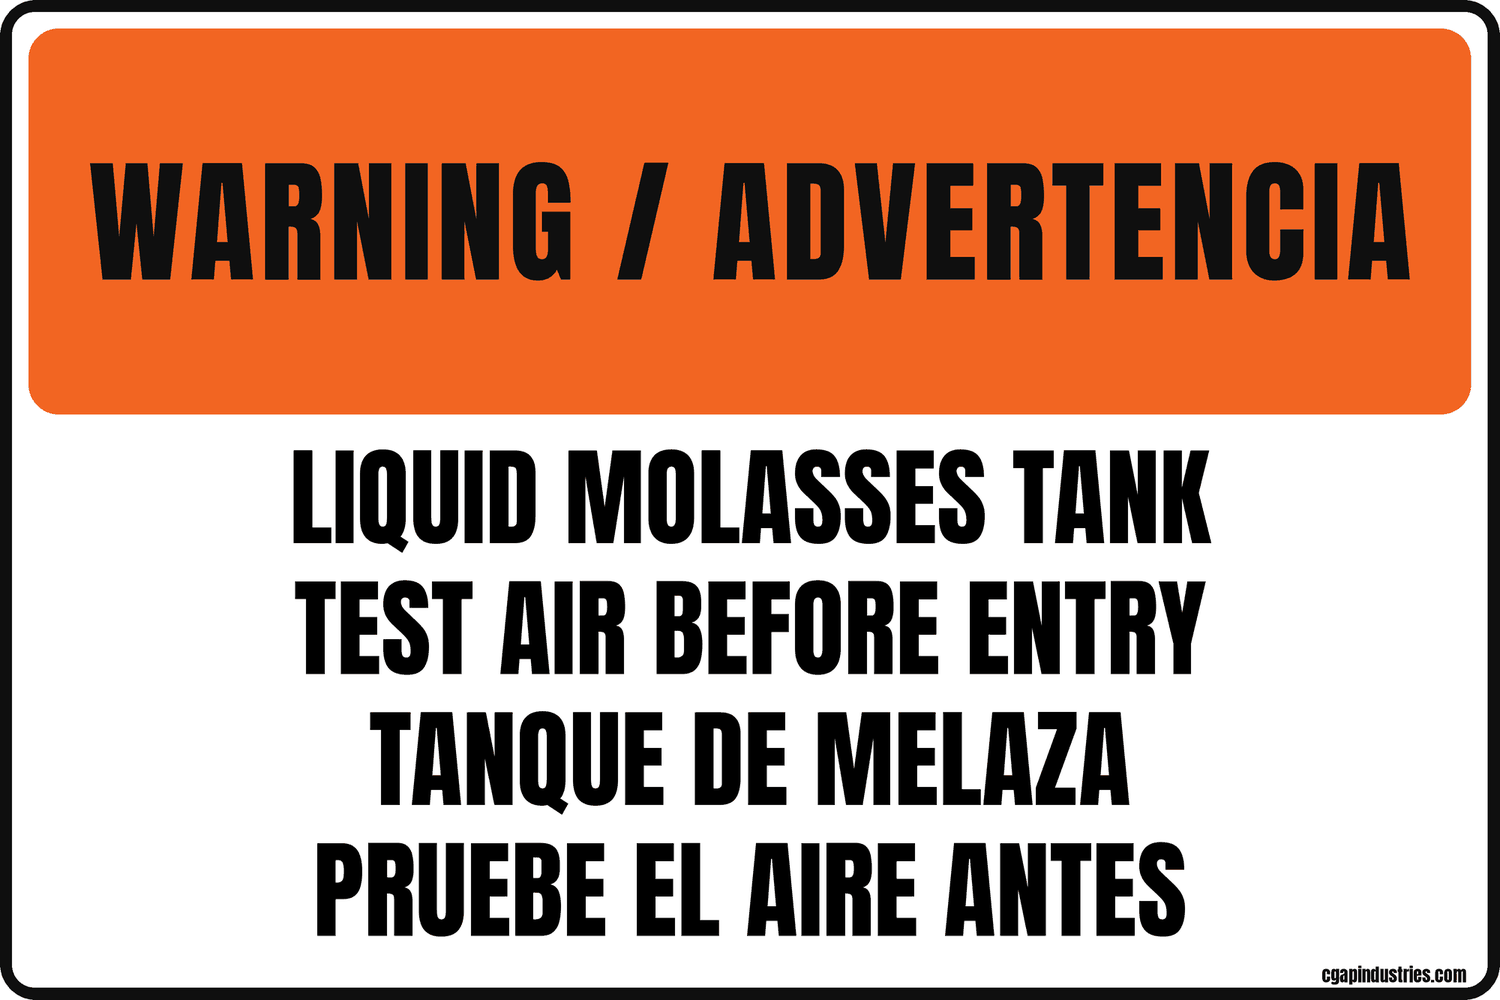 WARNING / ADVERTENCIA
LIQUID MOLASSES TANK
TEST AIR BEFORE ENTRY
TANQUE DE MELAZA
PRUEBE EL AIRE ANTES
cgapindustries.com